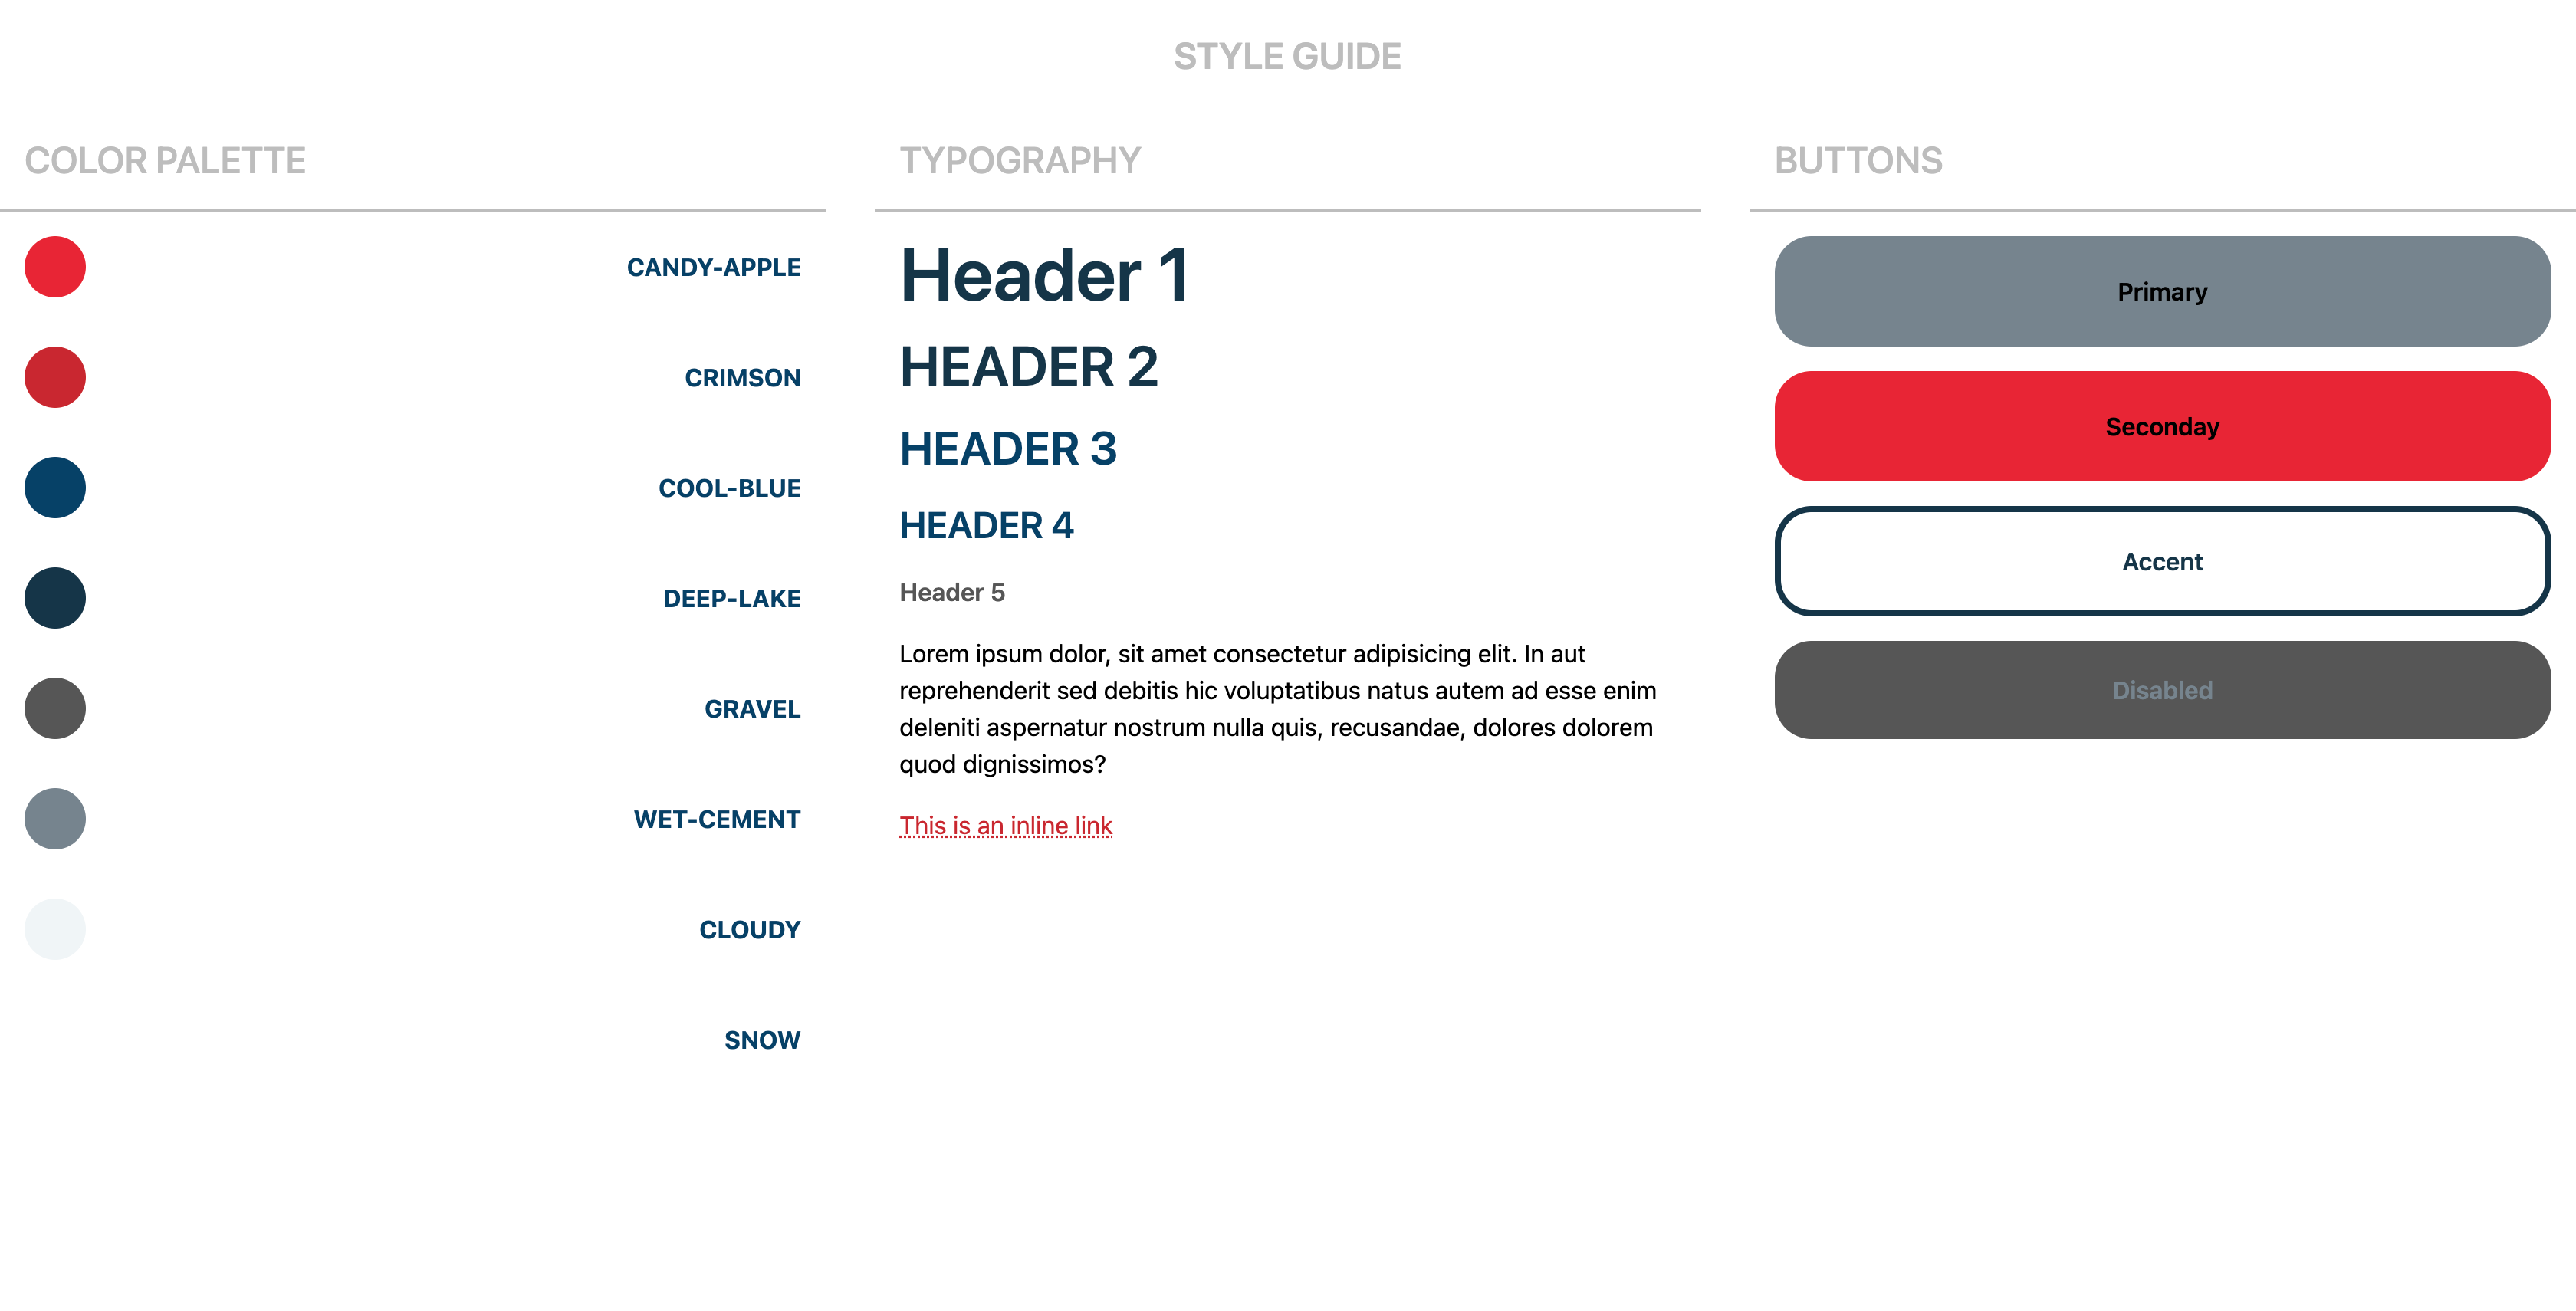 STYLE GUIDE
COLOR PALETTE
CANDY-APPLE
CRIMSON
COOL-BLUE
DEEP-LAKE
GRAVEL
WET-CEMENT
CLOUDY
SNOW
TYPOGRAPHY
Header 1
HEADER 2
HEADER 3
HEADER 4
Header 5
Lorem ipsum dolor, sit amet consectetur adipisicing elit. In aut
reprehenderit sed debitis hic voluptatibus natus autem ad esse enim
deleniti aspernatur nostrum nulla quis, recusandae, dolores dolorem
quod dignissimos?
This is an inline link
BUTTONS
Primary
Seconday
Accent
Disabled